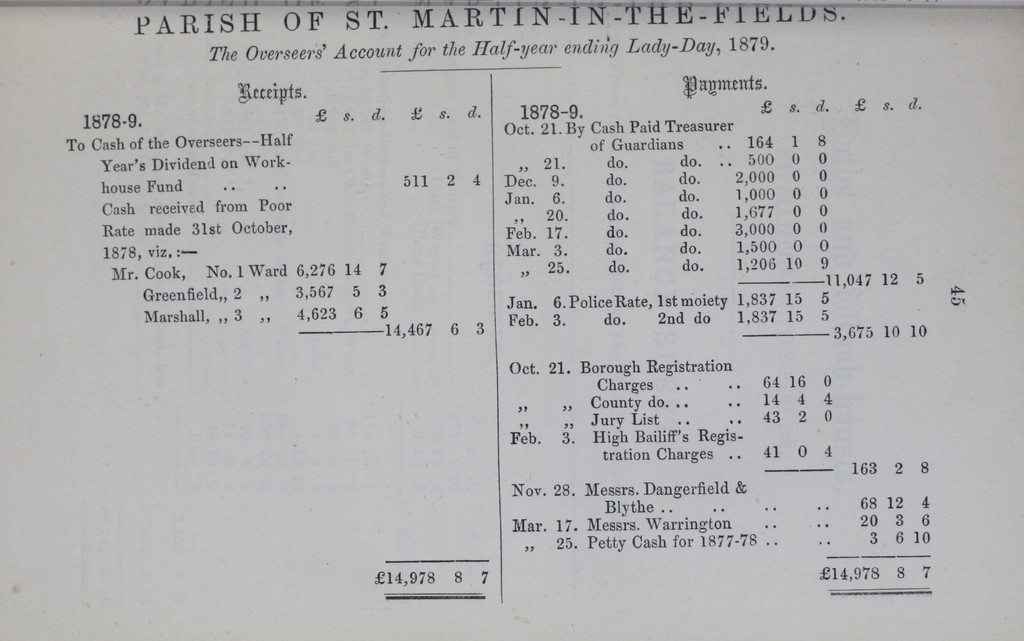 PARISH OF ST. MARTIN-IN-THE-FIELDS.
The Overseers' Account for the Half-year ending Lady-Day, 1879.
Receipts.
1878-9. £ s. d. £ s. d.
To Cash of the Overseers--Half
Year's Dividend on Work-
house Fund .. .. 511 2 4
Cash received from Poor
Rate made 31st October,
1878, viz. :—
Mr. Cook, No. 1 Ward 6,276 14 7
Greenfield,, 2 ,, 3,567 5 3
Marshall, ,, 3 ,, 4,623 6 5
14,467 6 3
£14,978 8 7
Payments.
1878-9. £ s. d. £ s. d.
Oct. 21. By Cash Paid Treasurer
of Guardians .. 164 1 8
,, 21. do. do. .. 500 0 0
Dec. 9. do. do. 2,000 0 0
Jan. 6. do. do. 1,000 0 0
,, 20. do. do. 1,677 0 0
Feb. 17. do. do. 3,000 0 0
Mar. 3. do. do. 1,500 0 0
,, 25. do. do. 1,206 10 9
11,047 12 5
Jan. 6. Police Rate, 1st moiety 1,837 15 5
Feb. 3. do. 2nd do 1,837 15 5
3,675 10 10
Oct. 21. Borough Registration
Charges .. .. 64 16 0
,, ,, County do. .. .. 14 4 4
,, ,, Jury List .. .. 43 2 0
Feb. 3. High Bailiff's Regis-
tration Charges .. 41 0 4
163 2 8
Nov. 28. Messrs. Dangerfield &
Blythe .. .. .. .. 68 12 4
Mar. 17. Messrs. Warrington .. .. 20 3 6
,, 25. Petty Cash for 1877-78 .. .. 3 6 10
£14,978 8 7
45